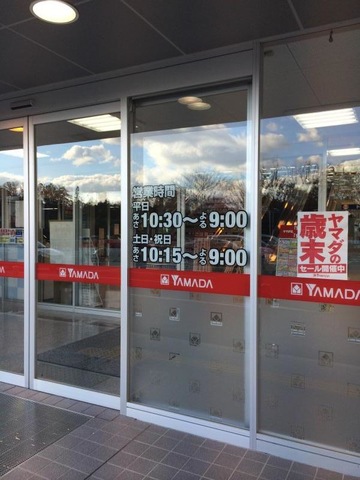 営業時間
平日
あさ10:30～よる9:00
土日・祝日
あさ10:15～よる9:00
YAMADA
YAMADA
YAMADA
ヤマダの
歳末
セール開催中